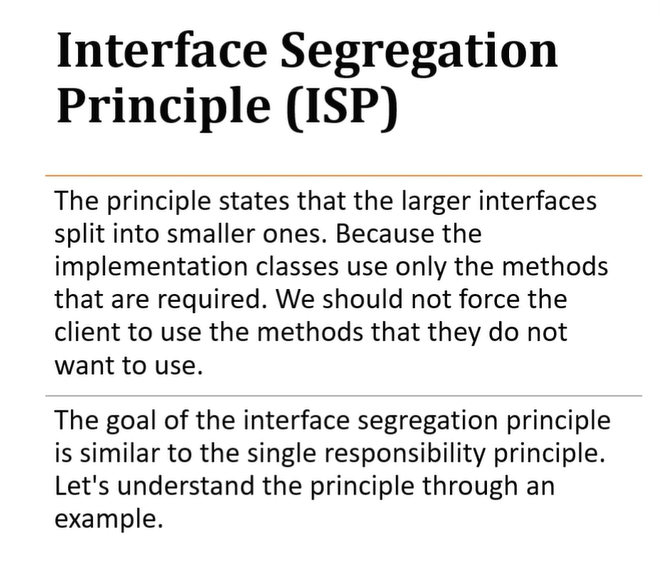 Interface Segregation
Principle (ISP)
The principle states that the larger interfaces
split into smaller ones. Because the
implementation classes use only the methods
that are required. We should not force the
client to use the methods that they do not
want to use.
The goal of the interface segregation principle
is similar to the single responsibility principle.
Let's understand the principle through an
example.